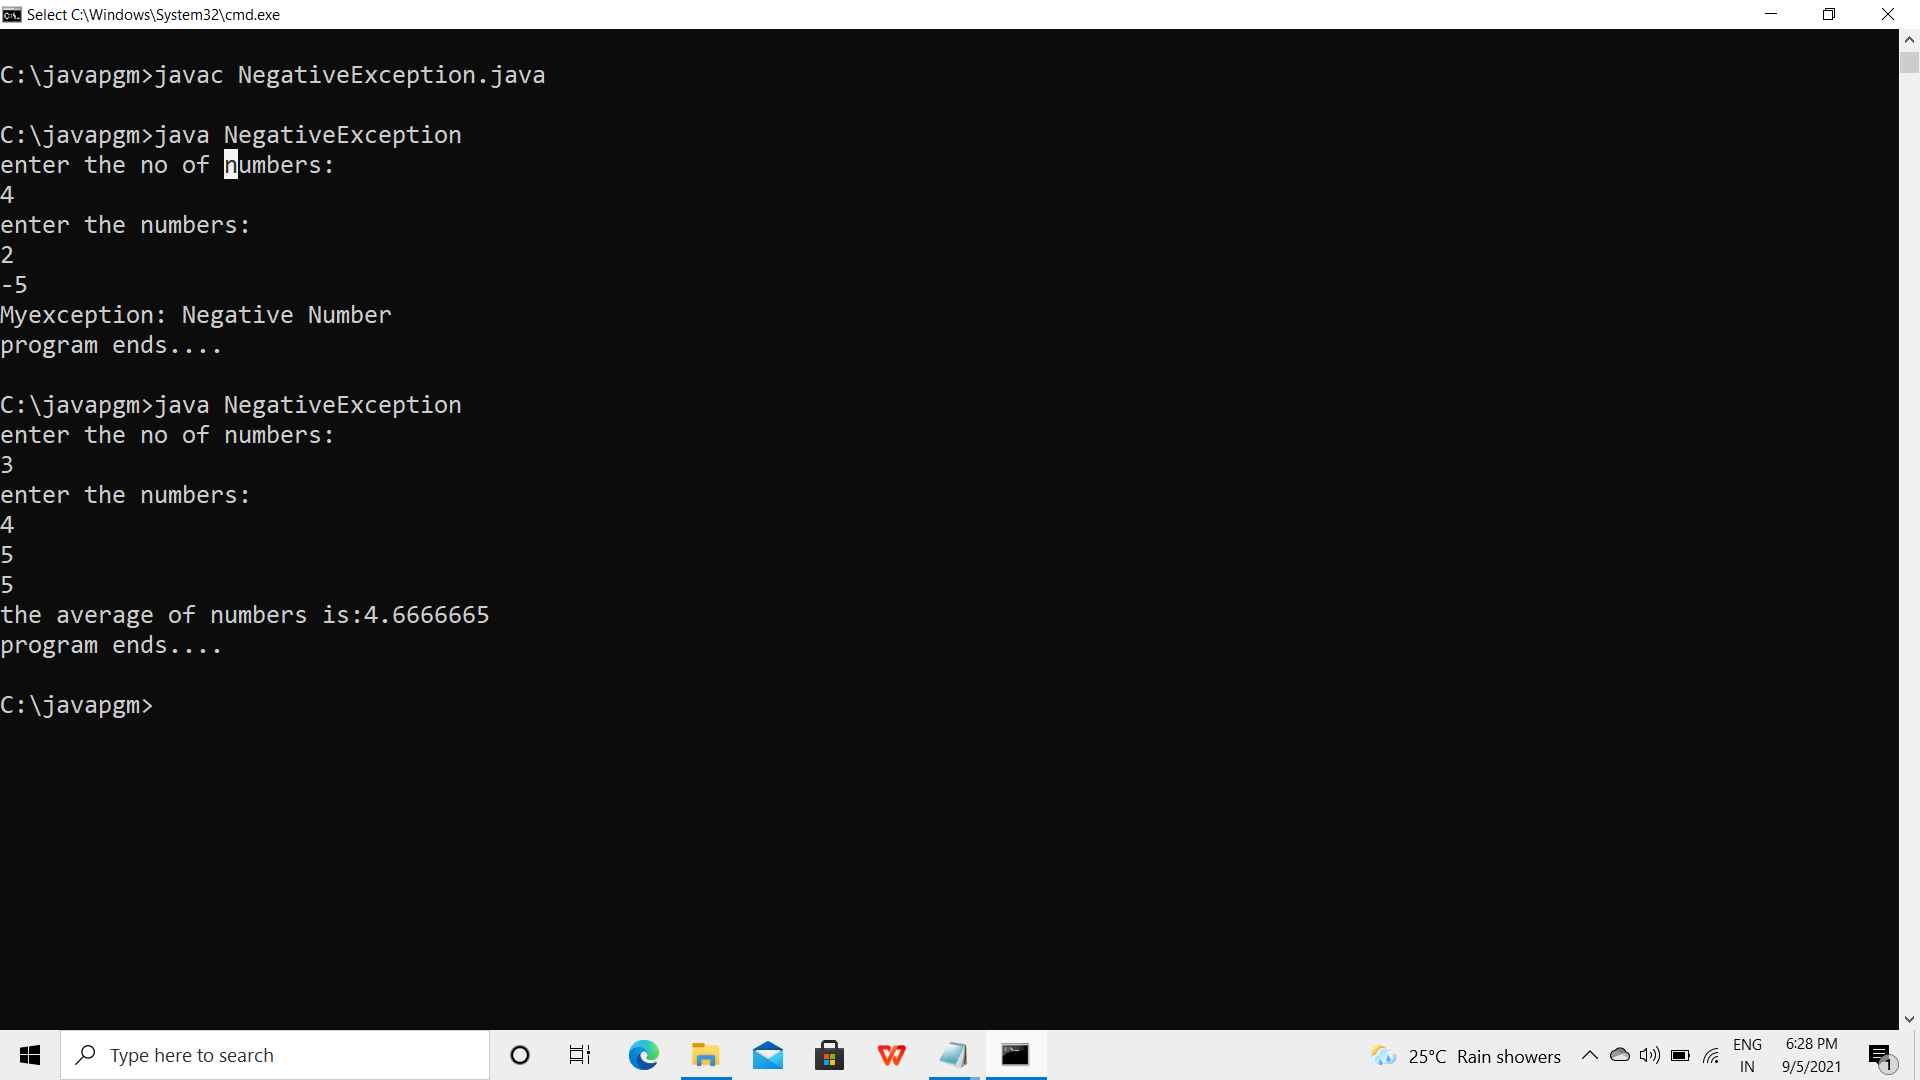 Select C:\Windows\System32\cmd.exe
C:\javapgm>javac NegativeException.java
C:\javapgm>java NegativeException
enter the no of numbers:
4
enter the numbers:
2
-5
Myexception: Negative Number
program ends....
C:\javapgm>java NegativeException
enter the no of numbers:
3
enter the numbers:
4
5
5
the average of numbers is:4.6666665
program ends....
C:\javapgm>
Type here to search
25°C Rain showers
ENG
IN
6:28 PM
9/5/2021
1